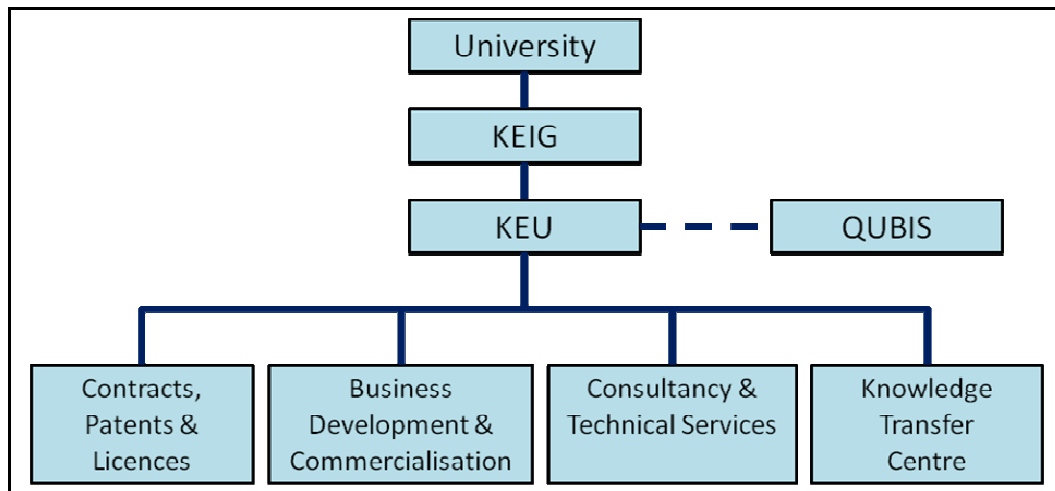 University
KEIG
KEU
QUBIS
Contracts,
Patents &
Licences
Business
Development &
Commercialisation
Consultancy &
Technical Services
Knowledge
Transfer
Centre